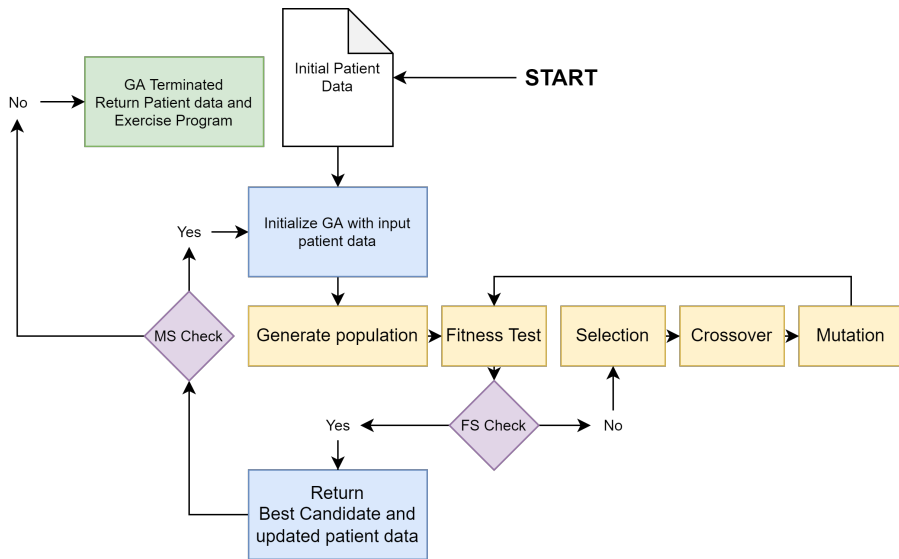 GA Terminated
Return Patient data and
Exercise Program
No
Initial Patient
Data
START
Initialize GA with input
patient data
Yes
MS Check
Generate population
Fitness Test
Selection
Crossover
Mutation
FS Check
Yes
No
Return
Best Candidate and
updated patient data